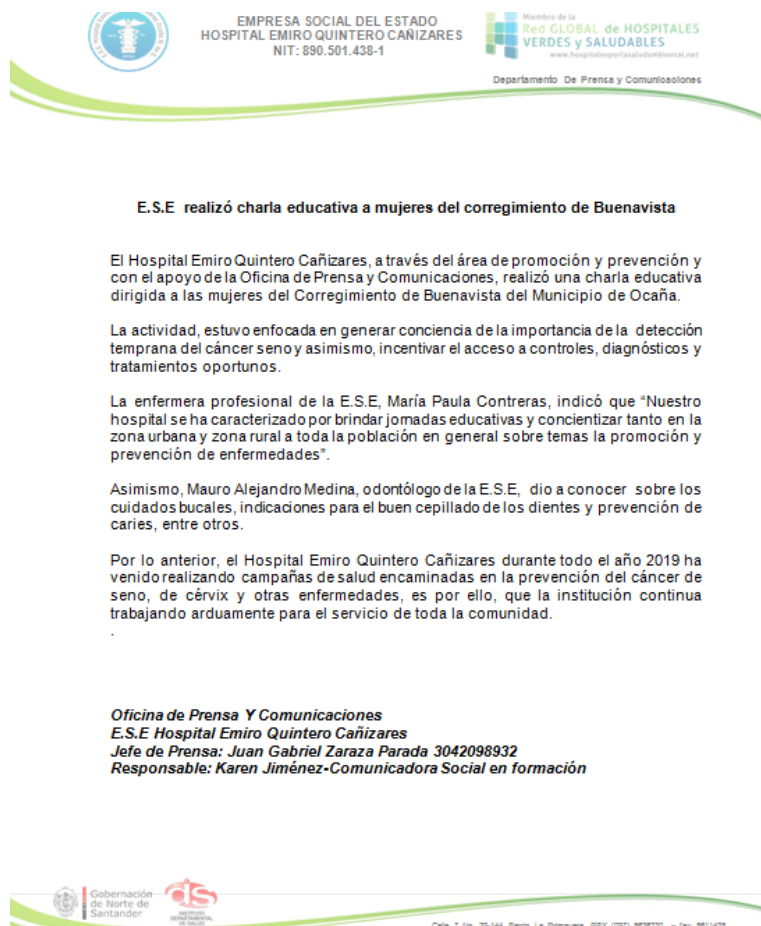 EMPRESA SOCIAL DEL ESTADO
HOSPITAL EMIRO QUINTERO CAÑIZARES
NIT: 890.501.438-1
Miembro de la
Red GLOBAL de HOSPITALES
VERDES y SALUDABLES
www.hospitalesporlasaludambiental.net
Departamento De Prensa y Comunicaciones
E.S.E realizó charla educativa a mujeres del corregimiento de Buenavista
El Hospital Emiro Quintero Cañizares, a través del área de promoción y prevención y
con el apoyo de la Oficina de Prensa y Comunicaciones, realizó una charla educativa
dirigida a las mujeres del Corregimiento de Buenavista del Municipio de Ocaña.
La actividad, estuvo enfocada en generar conciencia de la importancia de la detección
temprana del cáncer seno y asimismo, incentivar el acceso a controles, diagnósticos y
tratamientos oportunos.
La enfermera profesional de la E.S.E, María Paula Contreras, indicó que “Nuestro
hospital se ha caracterizado por brindar jornadas educativas y concientizar tanto en la
zona urbana y zona rural a toda la población en general sobre temas la promoción y
prevención de enfermedades”.
Asimismo, Mauro Alejandro Medina, odontólogo de la E.S.E, dio a conocer sobre los
cuidados bucales, indicaciones para el buen cepillado de los dientes y prevención de
caries, entre otros.
Por lo anterior, el Hospital Emiro Quintero Cañizares durante todo el año 2019 ha
venido realizando campañas de salud encaminadas en la prevención del cáncer de
seno, de cérvix y otras enfermedades, es por ello, que la institución continua
trabajando arduamente para el servicio de toda la comunidad.
.
Oficina de Prensa Y Comunicaciones
E.S.E Hospital Emiro Quintero Cañizares
Jefe de Prensa: Juan Gabriel Zaraza Parada 3042098932
Responsable: Karen Jiménez-Comunicadora Social en formación
Gobernación
de Norte de
Santander
INSTITUTO
DEPARTAMENTAL
DE SALUD